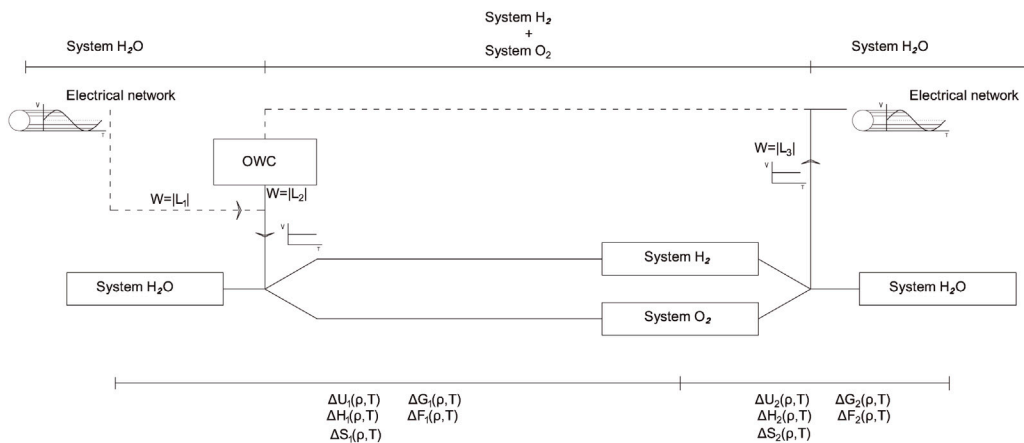 System H₂
+
System O₂
System H₂O
System H₂O
Electrical network
Electrical network
V
T
V
T
OWC
W=|L₃|
V
T
W=|L₁|
W=|L₂|
V
T
System H₂
System H₂O
System H₂O
System O₂
ΔU₁(ρ,T) ΔG₁(ρ,T)
ΔH₁(ρ,T) ΔF₁(ρ,T)
ΔS₁(ρ,T)
ΔU₂(ρ,T) ΔG₂(ρ,T)
ΔH₂(ρ,T) ΔF₂(ρ,T)
ΔS₂(ρ,T)